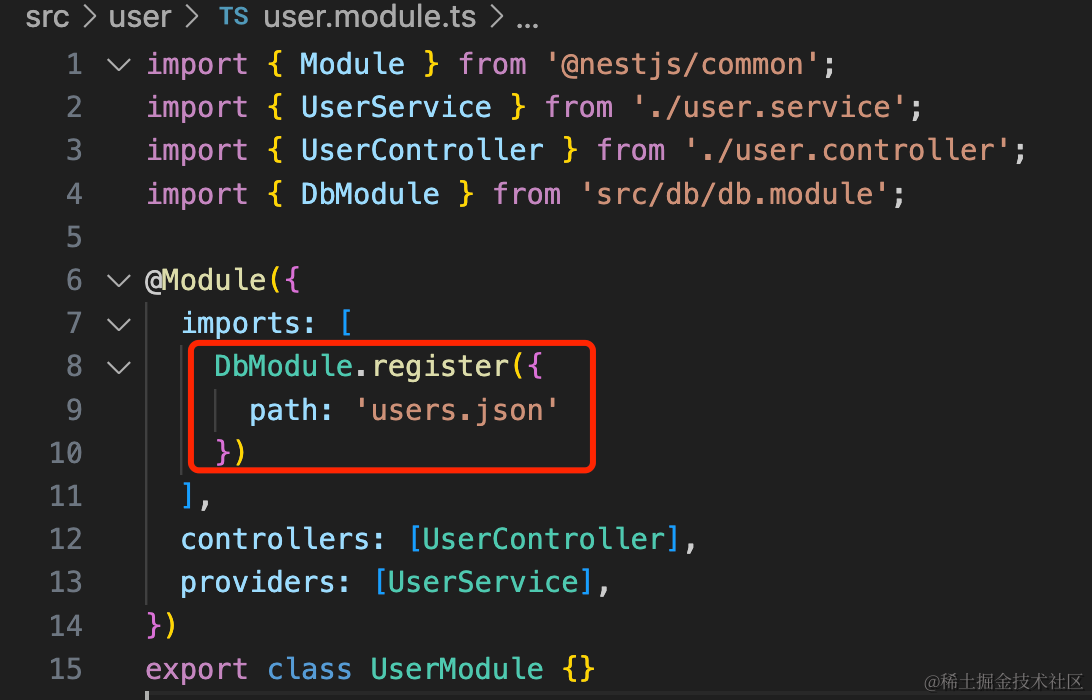 src > user > TS user.module.ts > ...
1 import { Module } from '@nestjs/common';
2 import { UserService } from './user.service';
3 import { UserController } from './user.controller';
4 import { DbModule } from 'src/db/db.module';
5
6 @Module({
7   imports: [
8     DbModule.register({
9       path: 'users.json'
10     })
11   ],
12   controllers: [UserController],
13   providers: [UserService],
14 })
15 export class UserModule {}
@稀土掘金技术社区